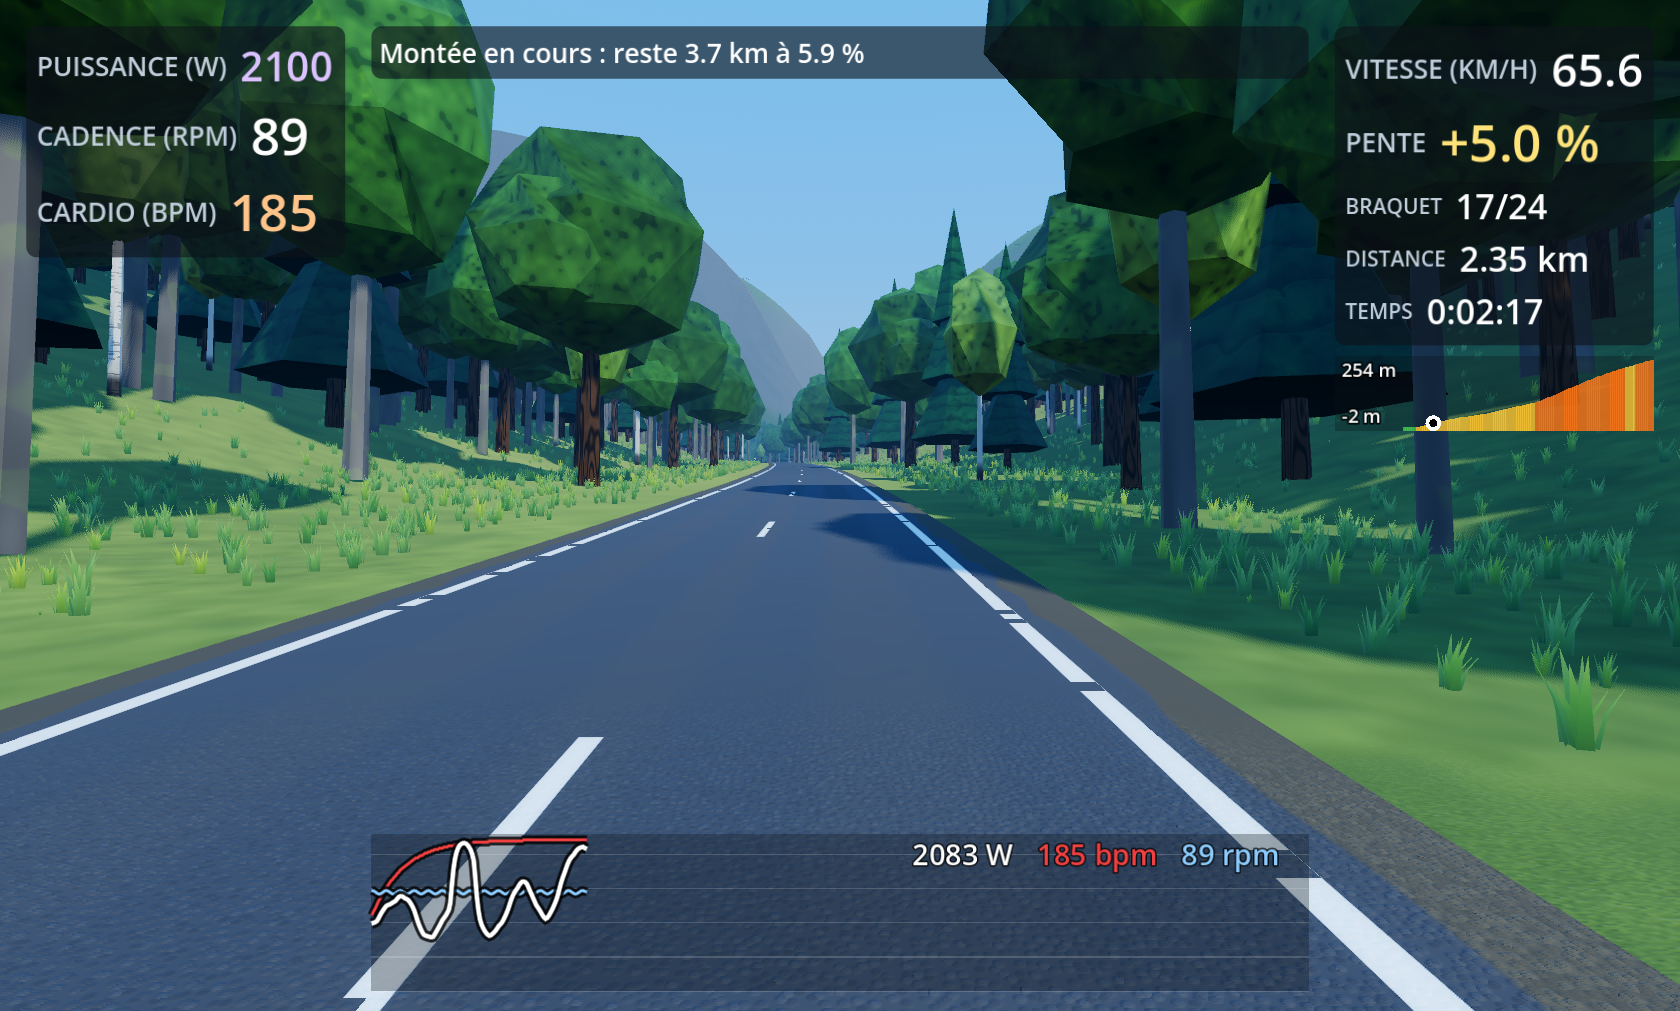 PUISSANCE (W) 2100
CADENCE (RPM) 89
CARDIO (BPM) 185
Montée en cours : reste 3.7 km à 5.9 %
VITESSE (KM/H) 65.6
PENTE +5.0 %
BRAQUET 17/24
DISTANCE 2.35 km
TEMPS 0:02:17
254 m
-2 m
2083 W 185 bpm 89 rpm